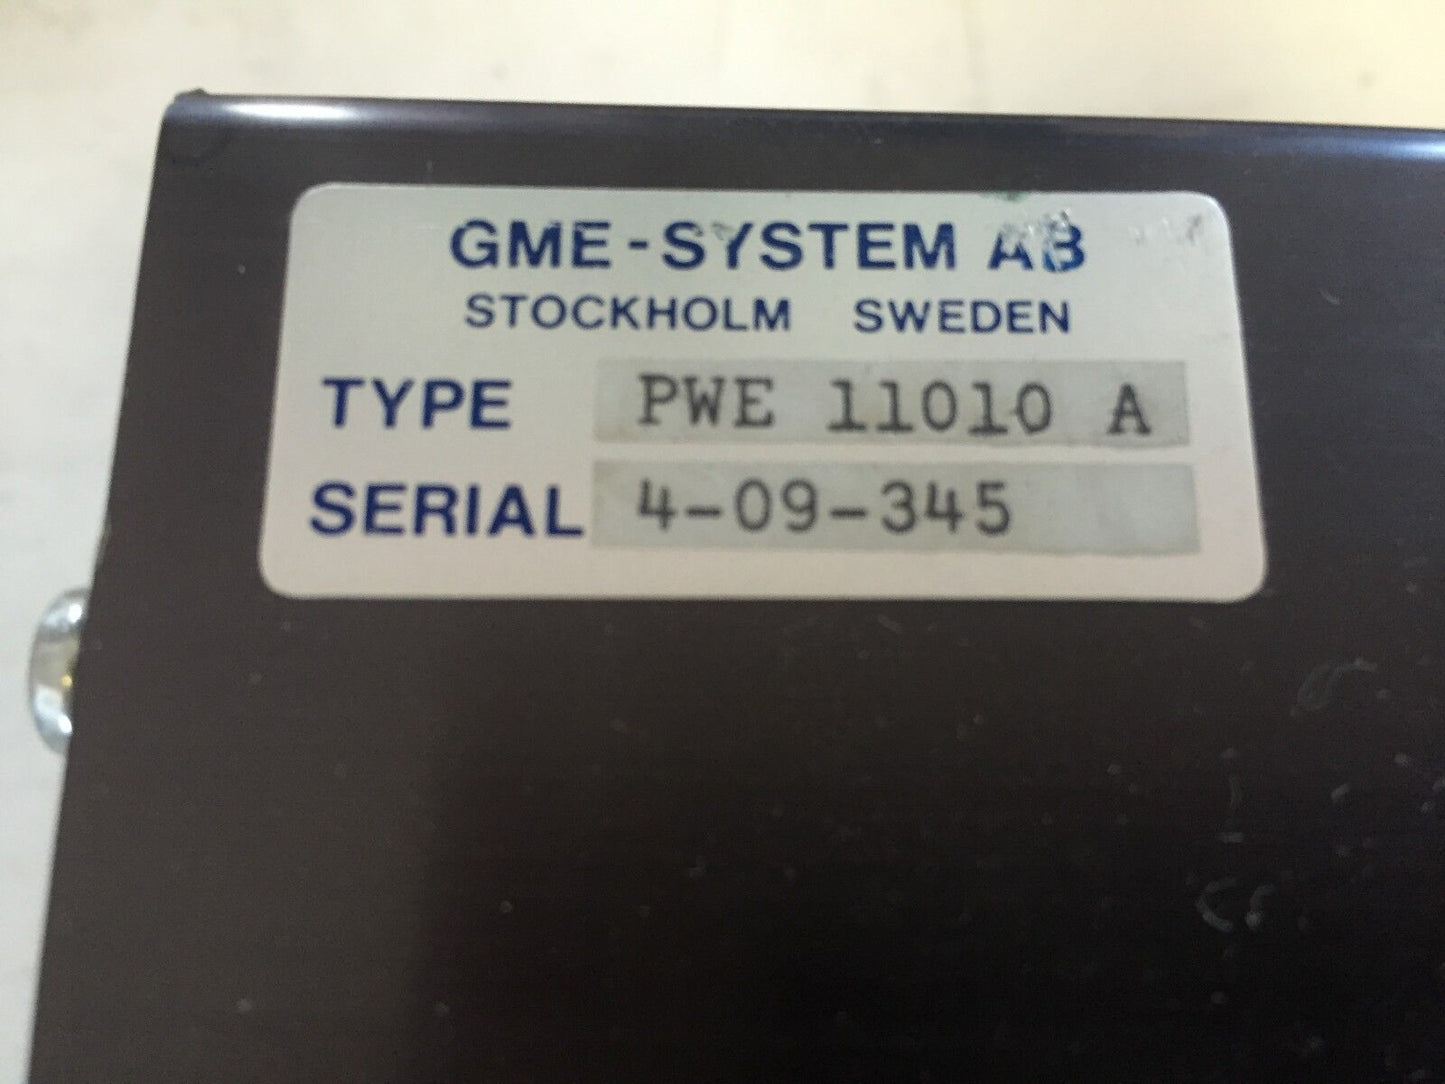 GME-SYSTEM AB
STOCKHOLM SWEDEN
TYPE PWE 11010 A
SERIAL 4-09-345